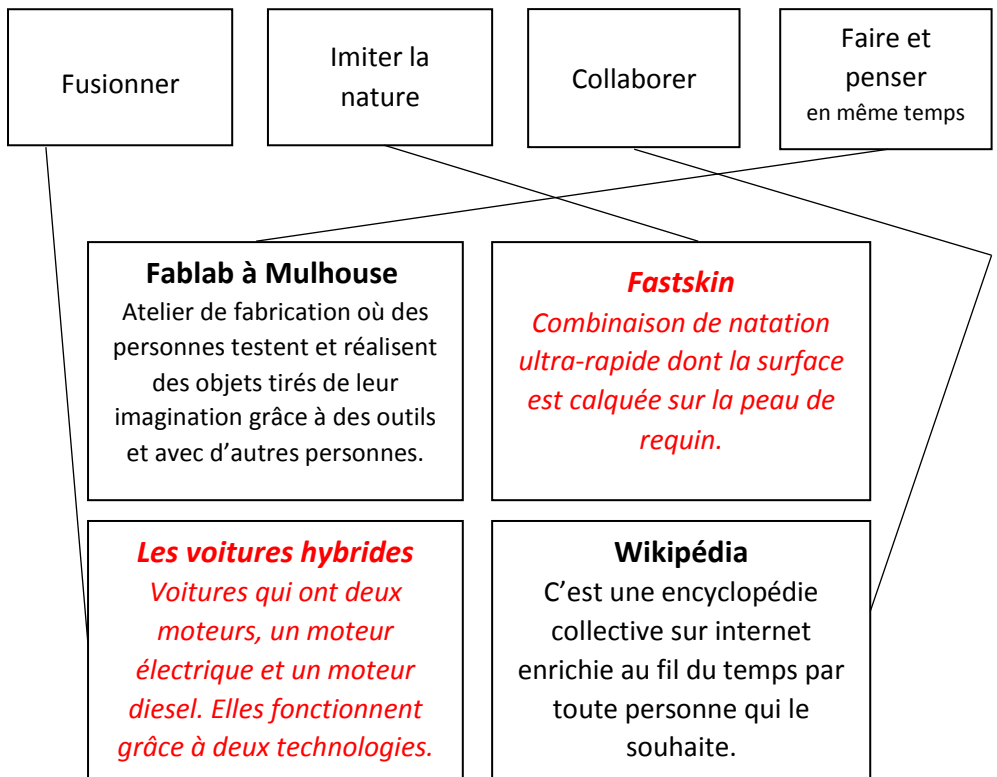 Fusionner
Imiter la
nature
Collaborer
Faire et
penser
en même temps
Fablab à Mulhouse
Atelier de fabrication où des
personnes testent et réalisent
des objets tirés de leur
imagination grâce à des outils
et avec d'autres personnes.
Fastskin
Combinaison de natation
ultra-rapide dont la surface
est calquée sur la peau de
requin.
Les voitures hybrides
Voitures qui ont deux
moteurs, un moteur
électrique et un moteur
diesel. Elles fonctionnent
grâce à deux technologies.
Wikipédia
C'est une encyclopédie
collective sur internet
enrichie au fil du temps par
toute personne qui le
souhaite.